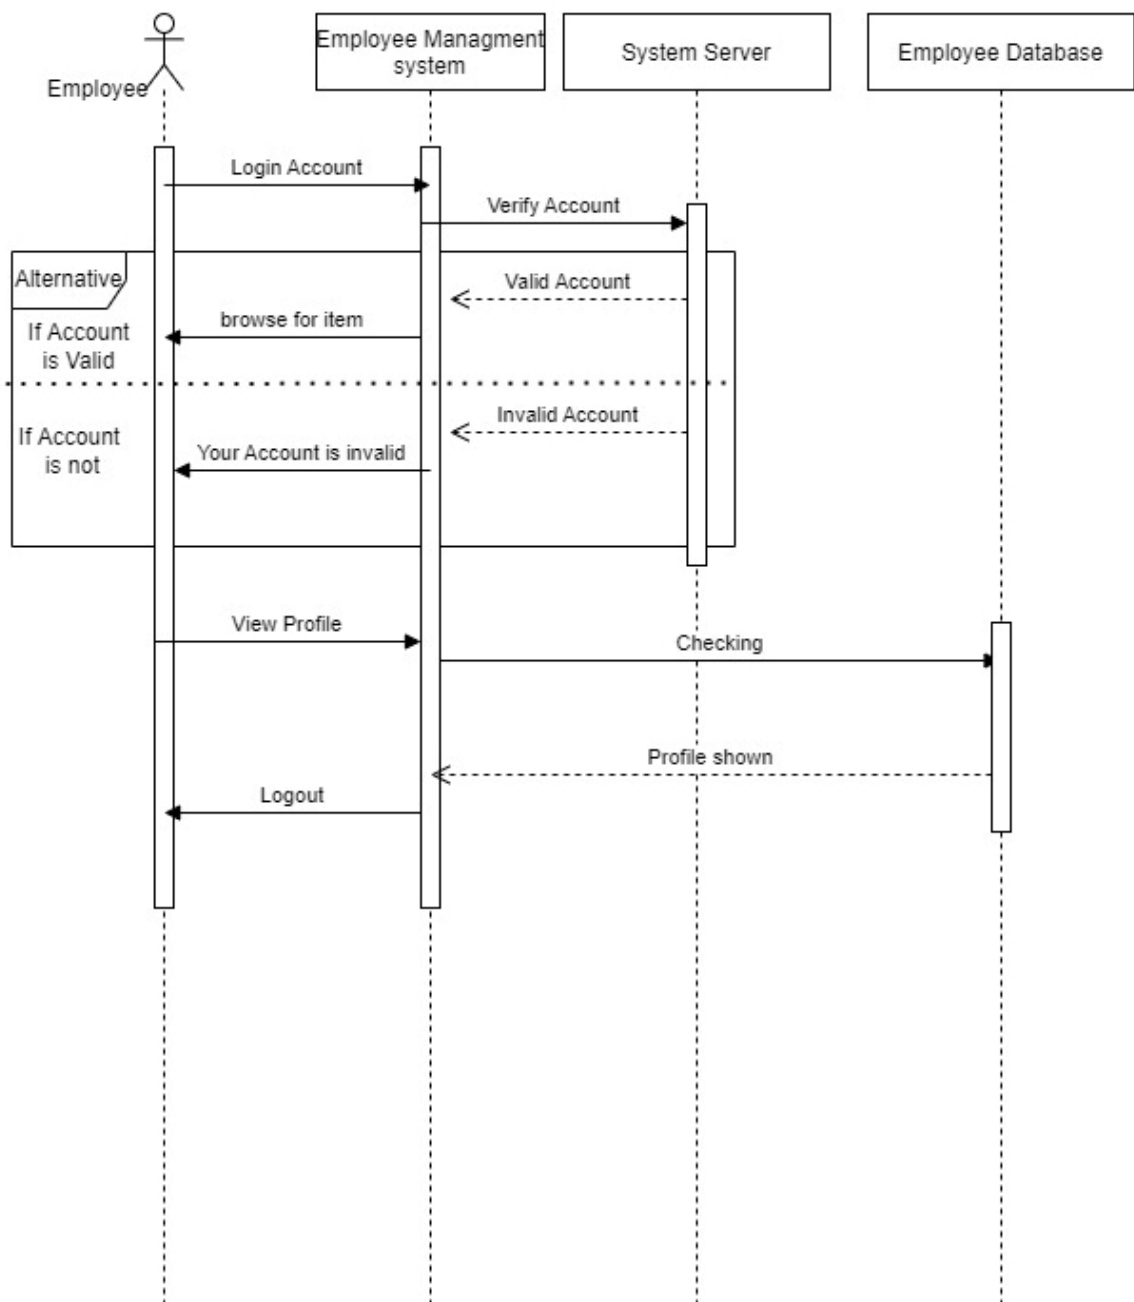 Employee
Employee Managment
system
System Server
Employee Database
Login Account
Verify Account
Alternative
Valid Account
browse for item
If Account
is Valid
Invalid Account
If Account
is not
Your Account is invalid
View Profile
Checking
Profile shown
Logout